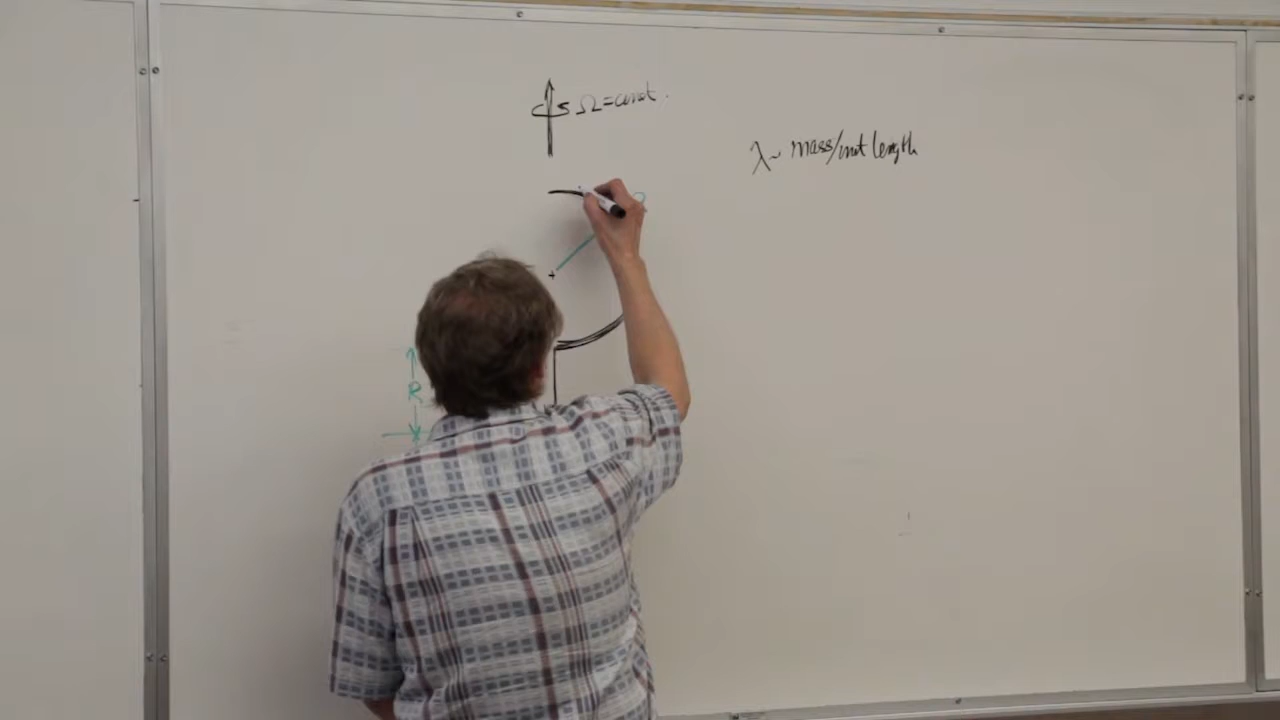 Ω = const.
λ ~ mass/unit length
R
R